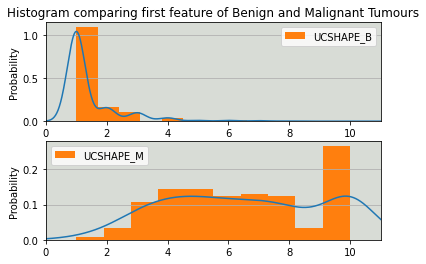 Histogram comparing first feature of Benign and Malignant Tumours
1.0
0.5
0.0
Probability
UCSHAPE_B
0 2 4 6 8 10
0.2
0.1
0.0
Probability
UCSHAPE_M
0 2 4 6 8 10